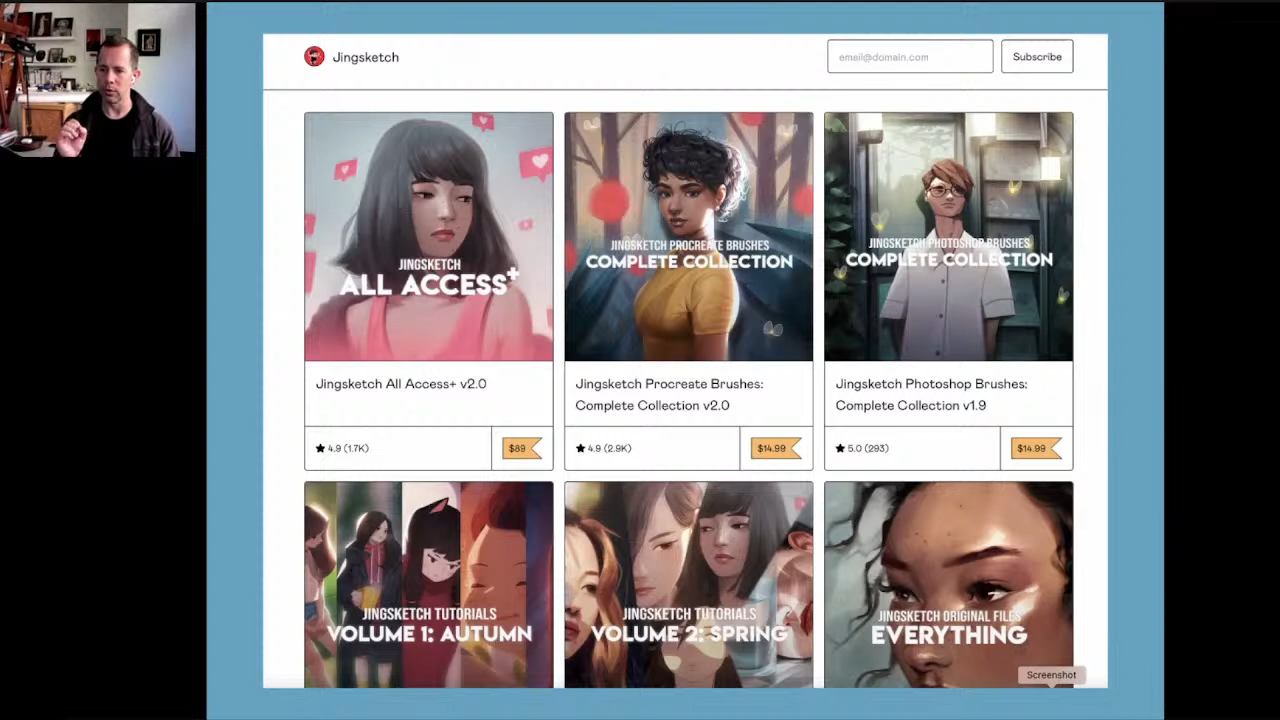 Jingsketch
email@domain.com
Subscribe
JINGSKETCH
ALL ACCESS+
JINGSKETCH PROCREATE BRUSHES
COMPLETE COLLECTION
JINGSKETCH PHOTOSHOP BRUSHES
COMPLETE COLLECTION
Jingsketch All Access+ v2.0
Jingsketch Procreate Brushes:
Complete Collection v2.0
Jingsketch Photoshop Brushes:
Complete Collection v1.9
★ 4.9 (1.7K)
$89
★ 4.9 (2.9K)
$14.99
★ 5.0 (293)
$14.99
JINGSKETCH TUTORIALS
VOLUME 1: AUTUMN
JINGSKETCH TUTORIALS
VOLUME 2: SPRING
JINGSKETCH ORIGINAL FILES
EVERYTHING
Screenshot